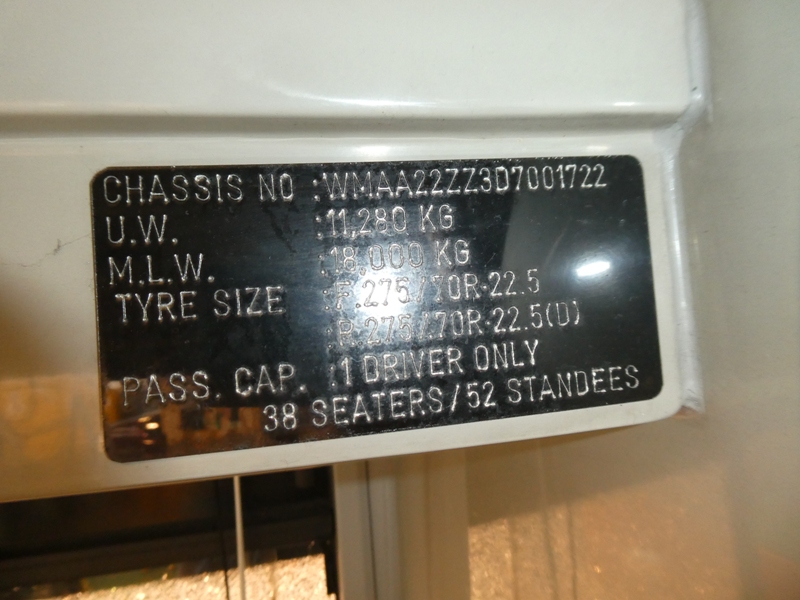 CHASSIS NO :WMAA22ZZ3D7001722
U.W. :11,280 KG
M.L.W. :18,000 KG
TYRE SIZE :F.275/70R-22.5
:R.275/70R-22.5(D)
PASS. CAP. :1 DRIVER ONLY
38 SEATERS/52 STANDEES